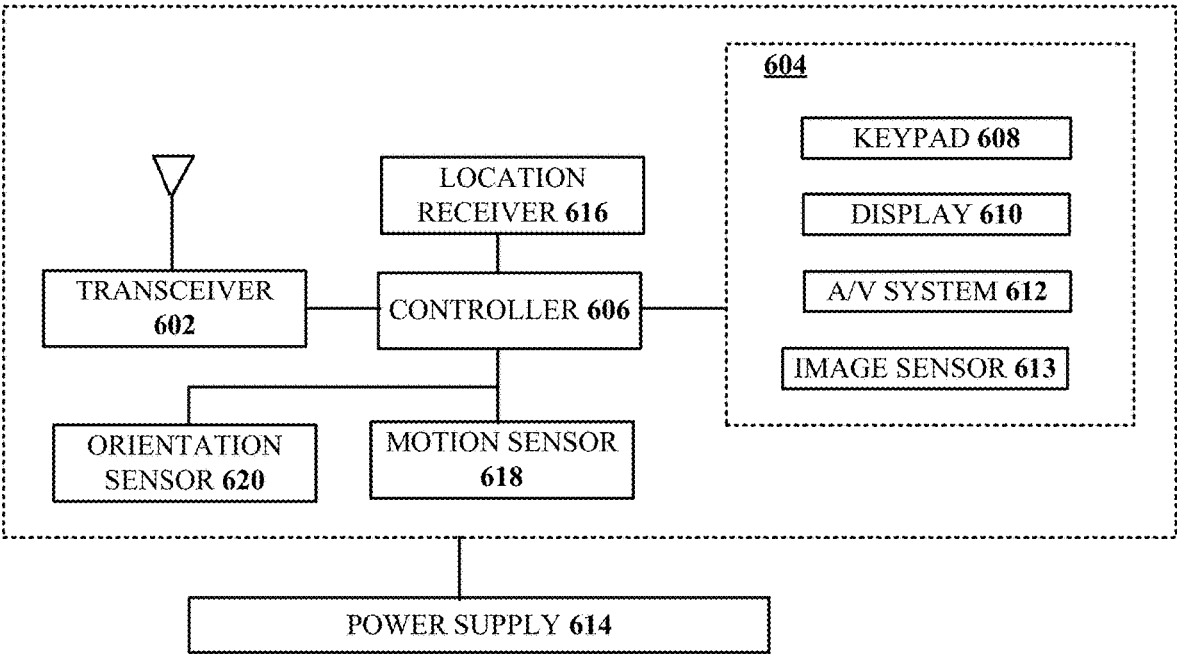 604
KEYPAD 608
DISPLAY 610
A/V SYSTEM 612
IMAGE SENSOR 613
LOCATION
RECEIVER 616
TRANSCEIVER
602
CONTROLLER 606
ORIENTATION
SENSOR 620
MOTION SENSOR
618
POWER SUPPLY 614